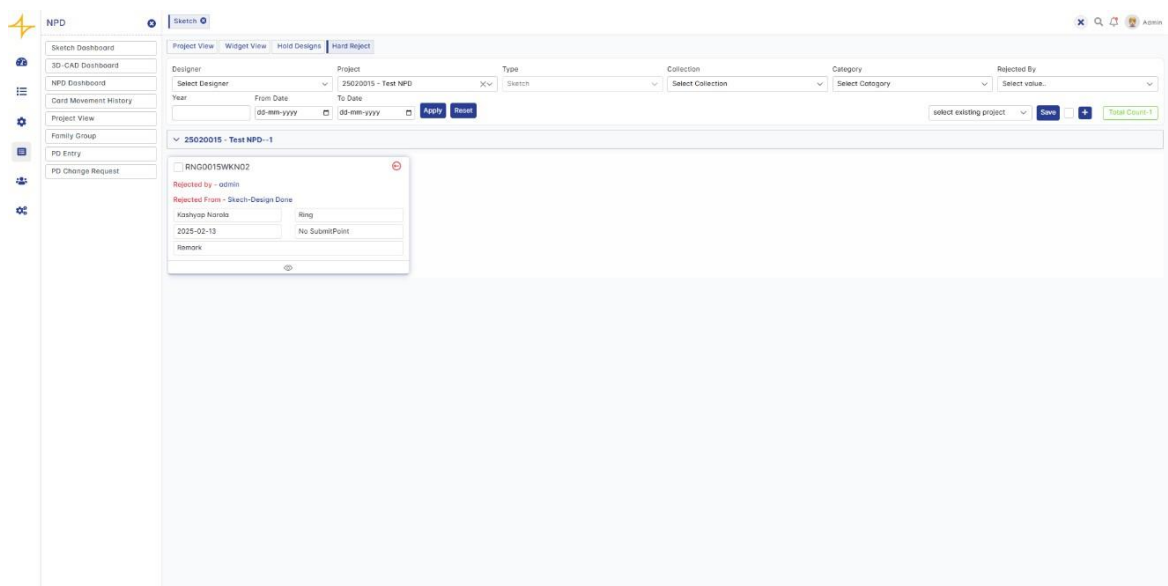 NPD
Sketch
Admin
Sketch Dashboard
3D-CAD Dashboard
NPD Dashboard
Card Movement History
Project View
Family Group
PD Entry
PD Change Request
Project View Widget View Hold Designs Hard Reject
Designer Project Type Collection Category Rejected By
Select Designer 25020015 - Test NPD Sketch Select Collection Select Catogory Select value..
Year From Date To Date
dd-mm-yyyy dd-mm-yyyy Apply Reset select existing project Save Total Count-1
25020015 - Test NPD--1
RNG0015WKN02
Rejected by - admin
Rejected From - Skech-Design Done
Kashyap Narola Ring
2025-02-13 No SubmitPoint
Remark